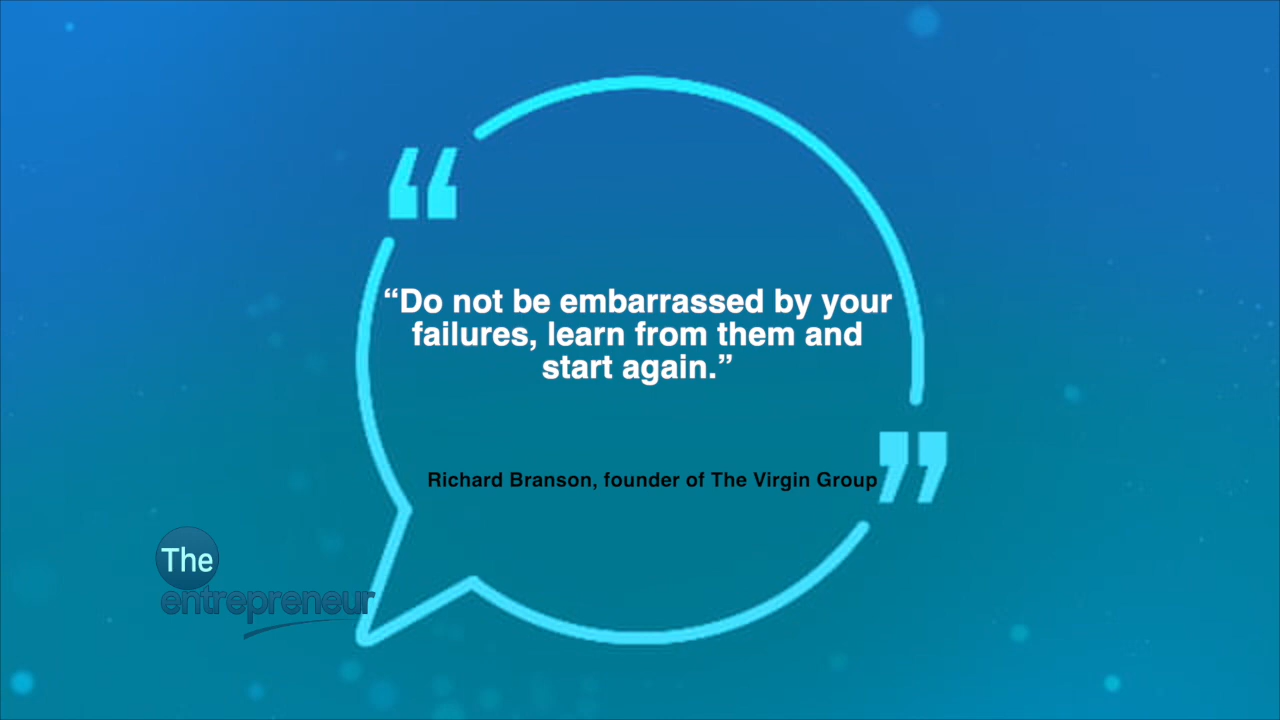 “Do not be embarrassed by your
failures, learn from them and
start again.”
Richard Branson, founder of The Virgin Group
The
entrepreneur